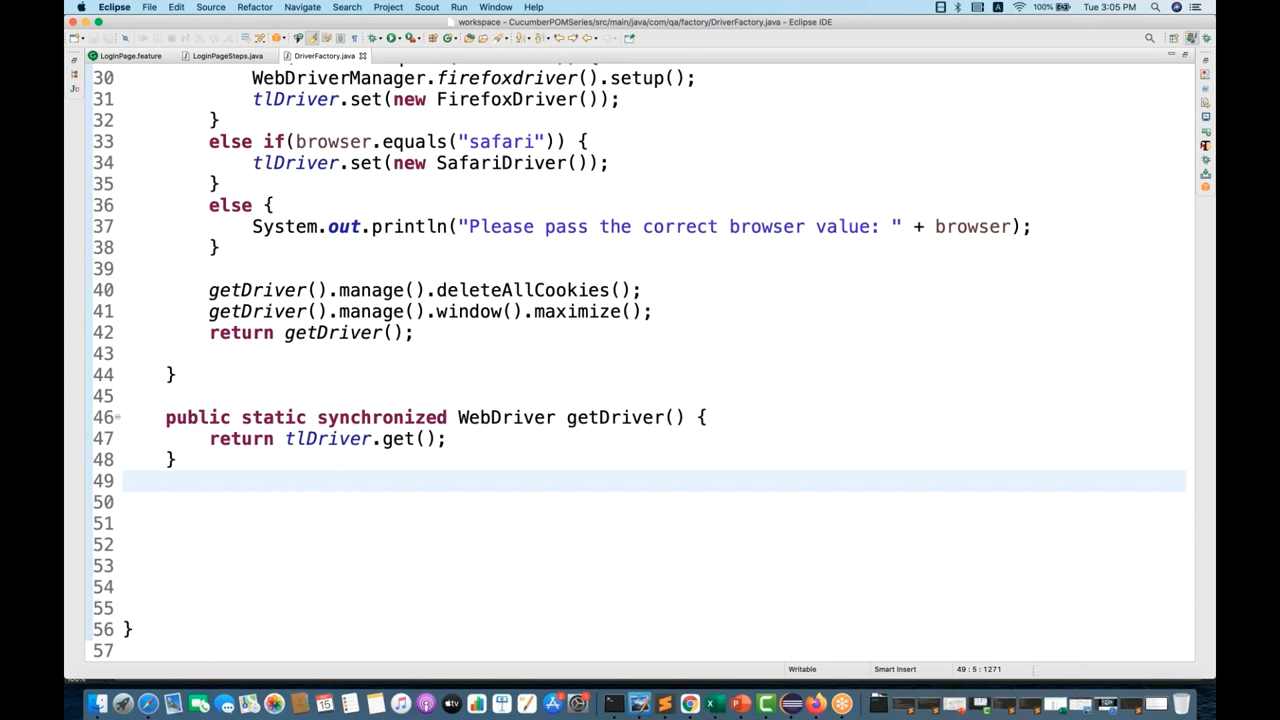 Eclipse File Edit Source Refactor Navigate Search Project Scout Run Window Help 100% Tue 3:05 PM
workspace - CucumberPOMSeries/src/main/java/com/qa/factory/DriverFactory.java - Eclipse IDE
LoginPage.feature LoginPageSteps.java DriverFactory.java
30 WebDriverManager.firefoxdriver().setup();
31 tlDriver.set(new FirefoxDriver());
32 }
33 else if(browser.equals("safari")) {
34 tlDriver.set(new SafariDriver());
35 }
36 else {
37 System.out.println("Please pass the correct browser value: " + browser);
38 }
39
40 getDriver().manage().deleteAllCookies();
41 getDriver().manage().window().maximize();
42 return getDriver();
43
44 }
45
46 public static synchronized WebDriver getDriver() {
47 return tlDriver.get();
48 }
49
50
51
52
53
54
55
56 }
57
Writable Smart Insert 49 : 5 : 1271